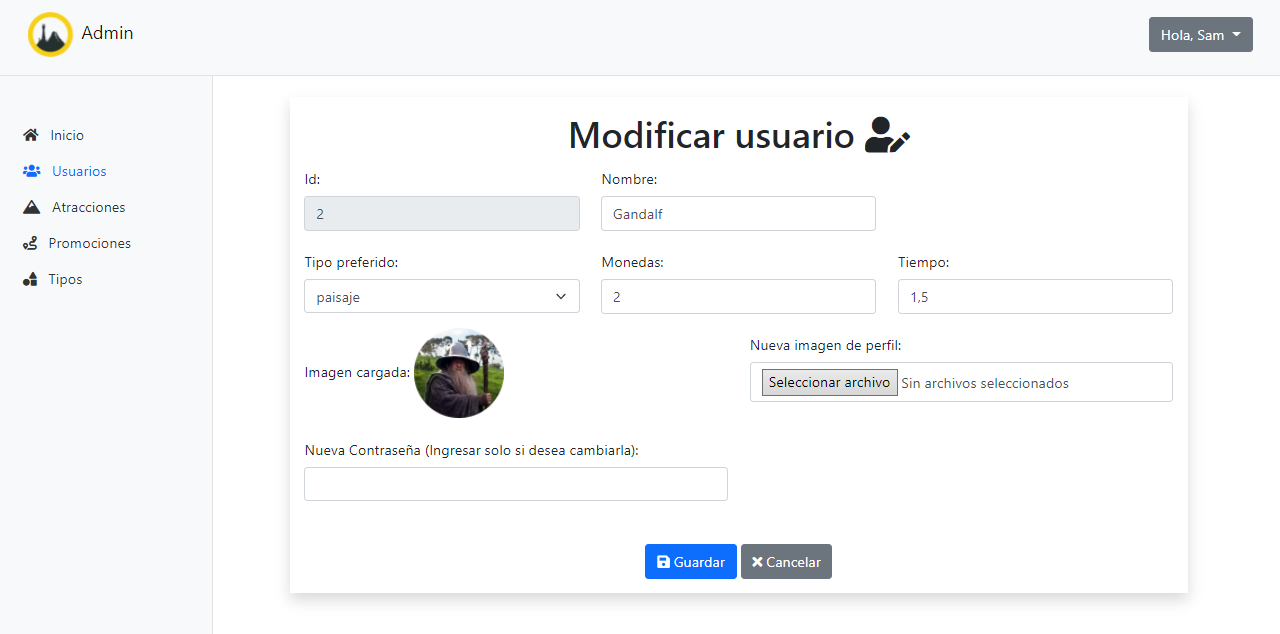 Admin
Hola, Sam
Inicio
Usuarios
Atracciones
Promociones
Tipos
Modificar usuario
Id:
Nombre:
2
Gandalf
Tipo preferido:
Monedas:
Tiempo:
paisaje
2
1,5
Imagen cargada:
Nueva imagen de perfil:
Seleccionar archivo Sin archivos seleccionados
Nueva Contraseña (Ingresar solo si desea cambiarla):
Guardar
Cancelar